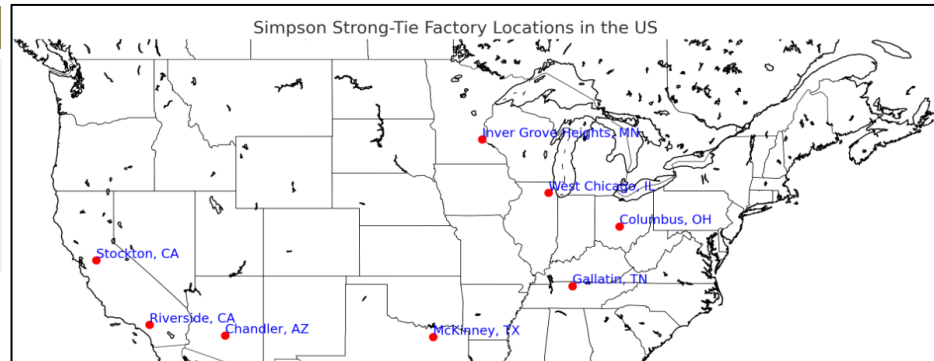 Simpson Strong-Tie Factory Locations in the US
Inver Grove Heights, MN
West Chicago, IL
Columbus, OH
Stockton, CA
Gallatin, TN
Riverside, CA
Chandler, AZ
McKinney, TX